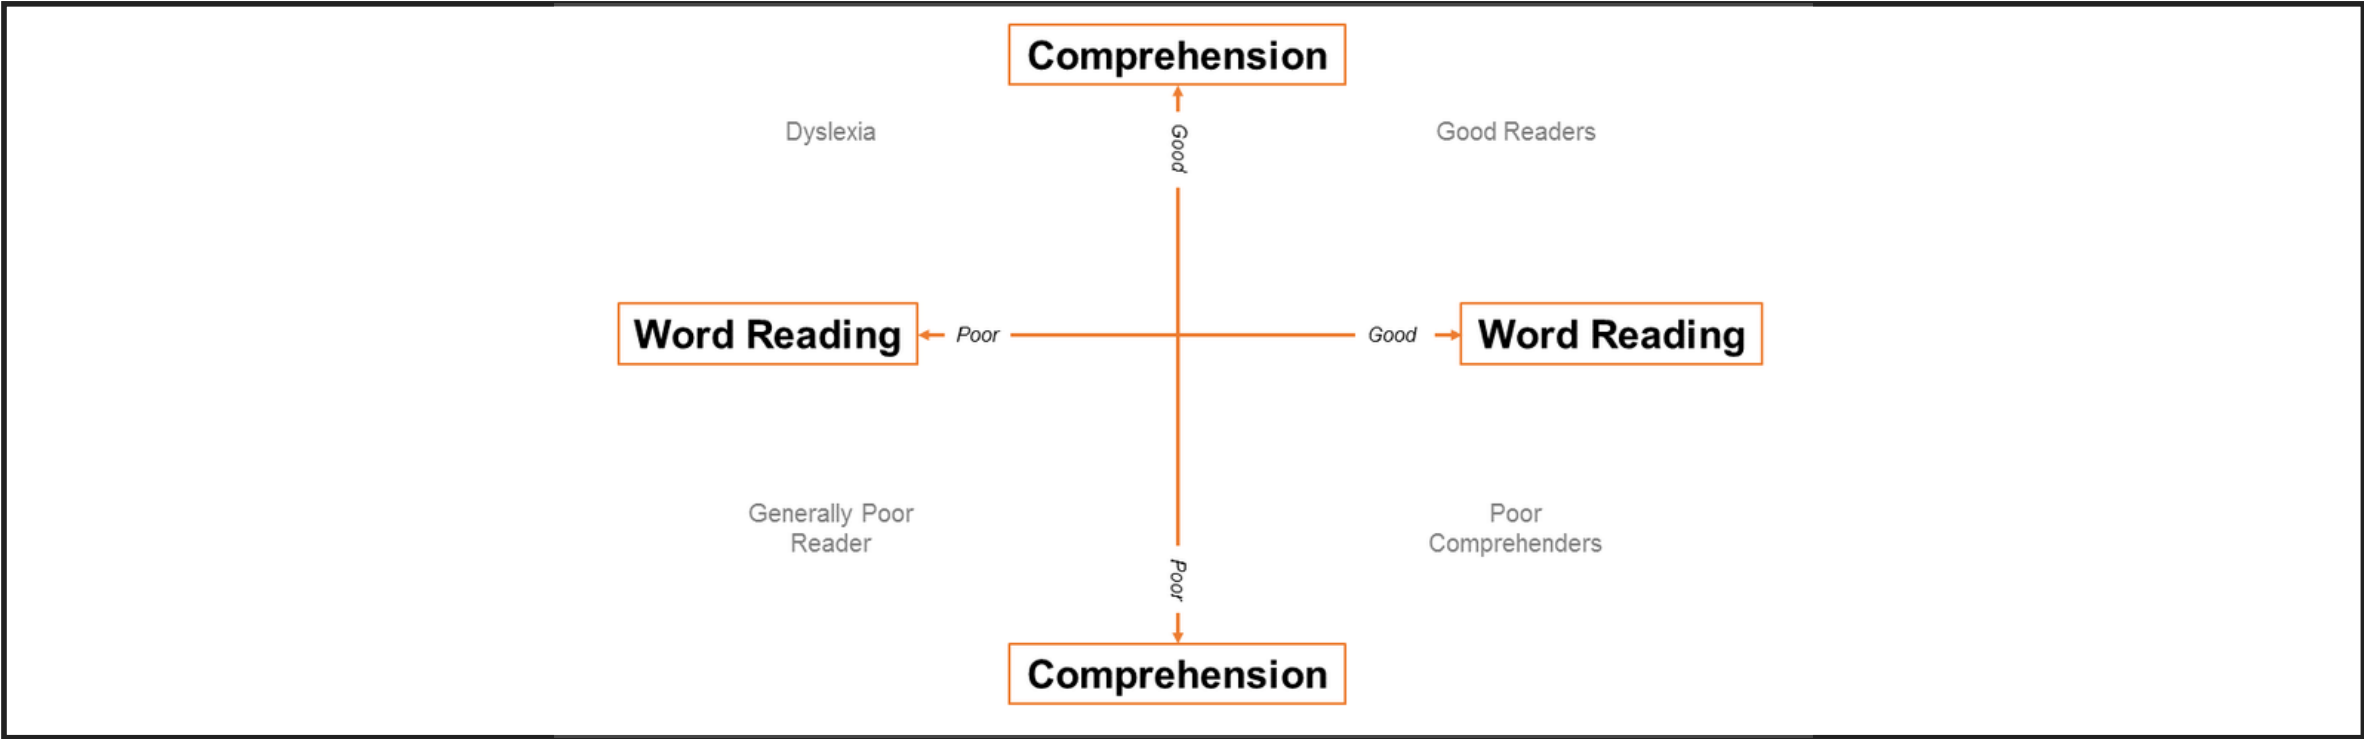 Comprehension
Dyslexia
Good
Good Readers
Word Reading
Poor
Good
Word Reading
Generally Poor
Reader
Poor
Comprehenders
Poor
Comprehension